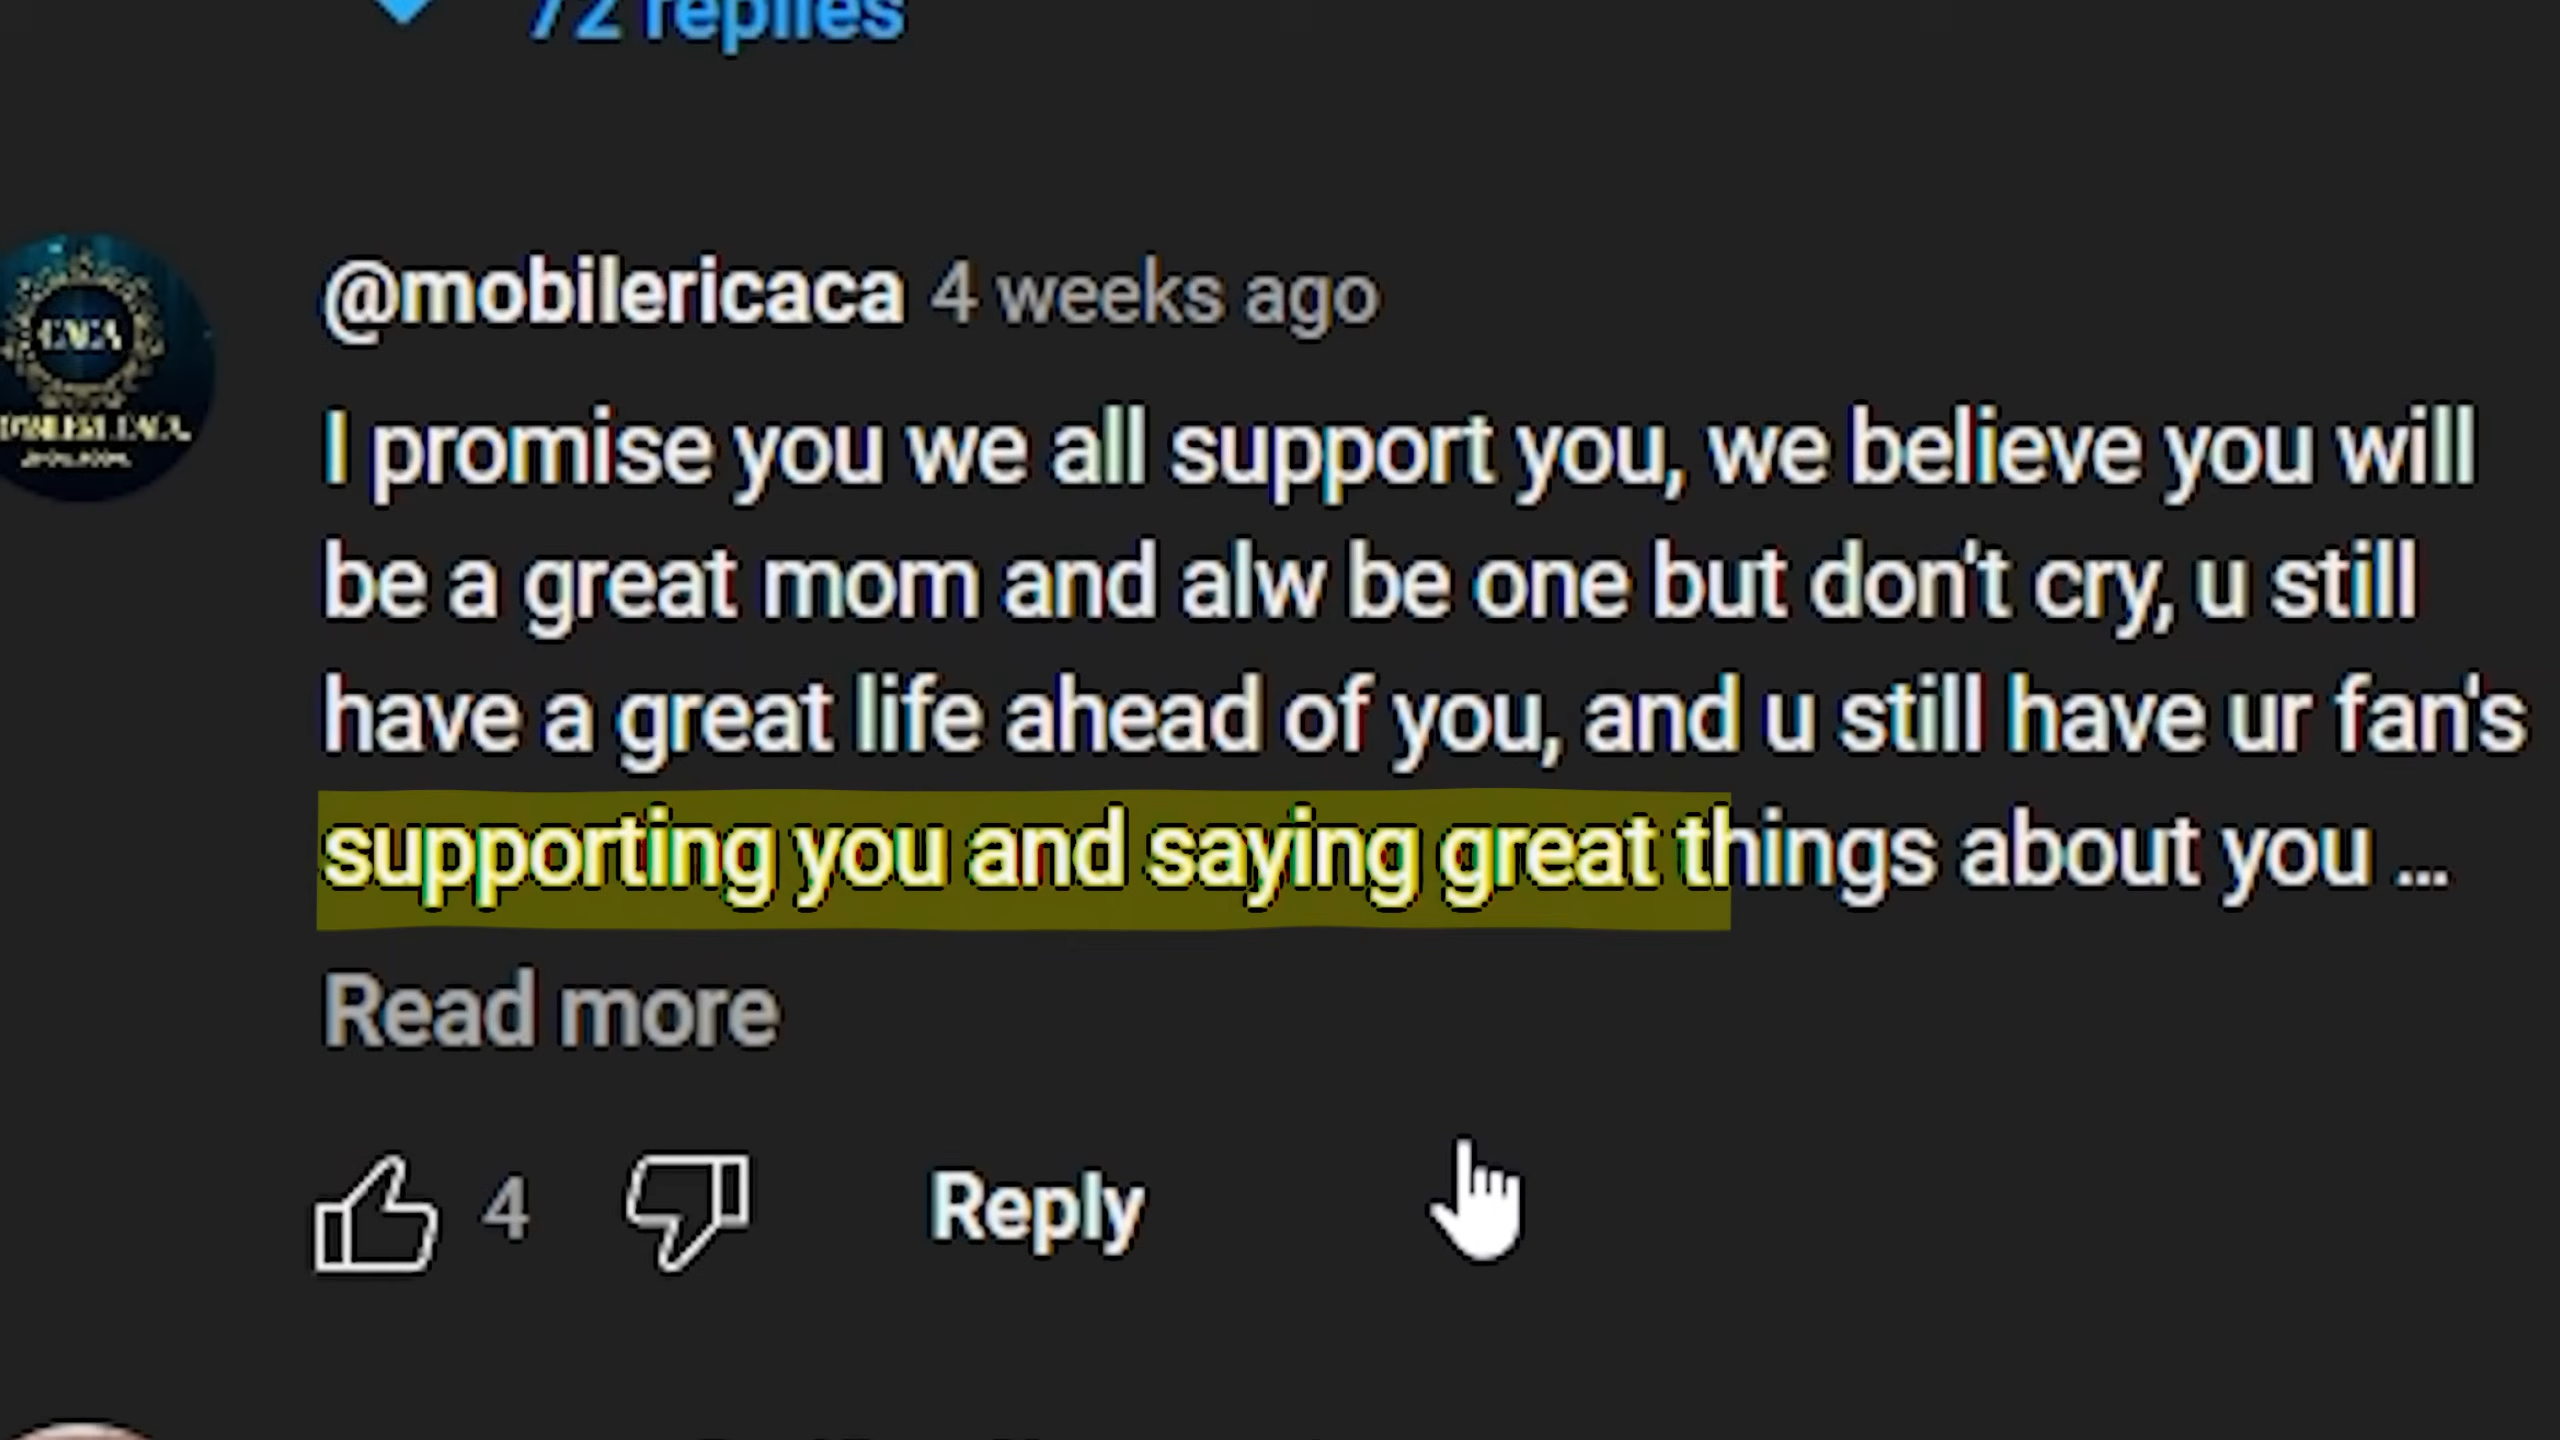 72 replies
@mobilericaca 4 weeks ago
I promise you we all support you, we believe you will
be a great mom and alw be one but don't cry, u still
have a great life ahead of you, and u still have ur fan's
supporting you and saying great things about you ...
Read more
4 Reply
CACA